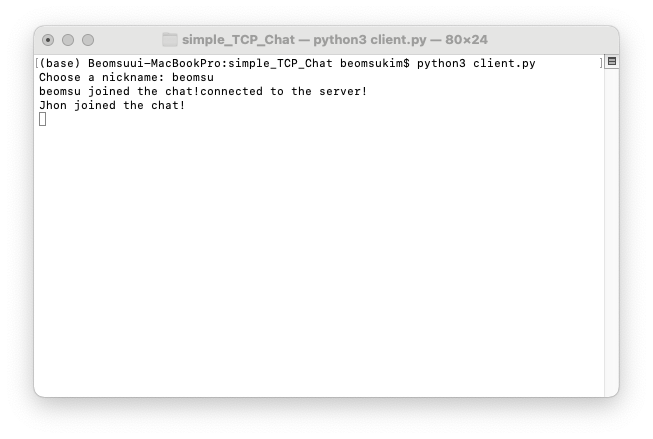 simple_TCP_Chat — python3 client.py — 80×24
[(base) Beomsuui-MacBookPro:simple_TCP_Chat beomsukim$ python3 client.py ]
Choose a nickname: beomsu
beomsu joined the chat!connected to the server!
Jhon joined the chat!